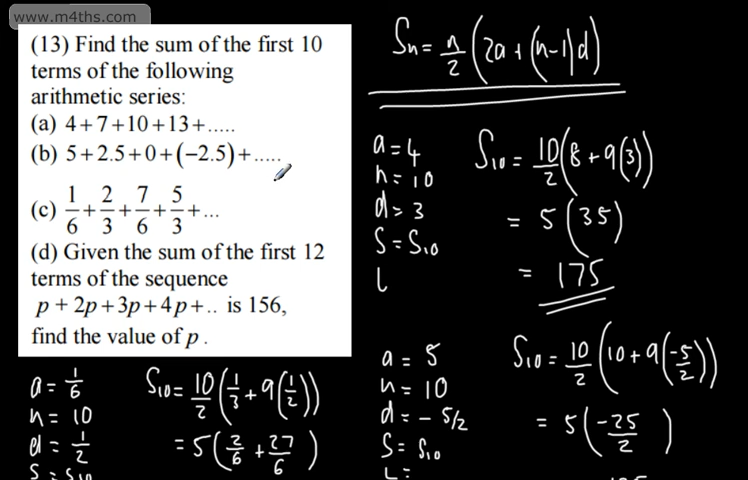 www.m4ths.com
(13) Find the sum of the first 10
terms of the following
arithmetic series:
(a) 4+7+10+13+.....
(b) 5+2.5+0+(−2.5)+.....
(c) 1/6+2/3+7/6+5/3+...
(d) Given the sum of the first 12
terms of the sequence
p+2p+3p+4p+.. is 156,
find the value of p.
Sn = n/2 (2a + (n-1)d)
a = 4
n = 10
d = 3
S = S10
L
S10 = 10/2 (8 + 9(3))
= 5 (35)
= 175
a = 1/6
n = 10
d = 1/2
S = S10
S10 = 10/2 (1/3 + 9(1/2))
= 5 (2/6 + 27/6)
a = 5
n = 10
d = - 5/2
S = S10
L =
S10 = 10/2 (10 + 9(-5/2))
= 5 (-25/2)